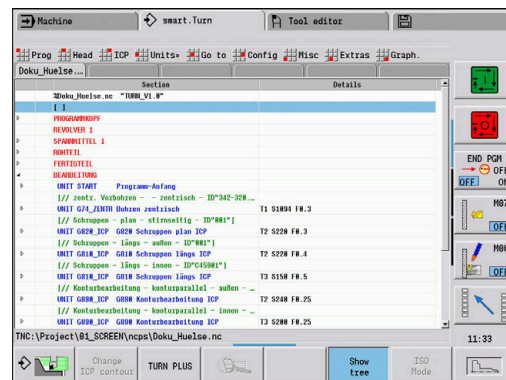 Machine
smart.Turn
Tool editor
Prog Head ICP Units» Go to Config Misc Extras Graph.
Doku_Huelse...
Section Details
%Doku_Huelse.nc "TURN_V1.0"
[ ]
PROGRAMMKOPF
REVOLVER 1
SPANNMITTEL 1
ROHTEIL
FERTIGTEIL
BEARBEITUNG
UNIT START Programm-Anfang
[// zentr. Vorbohren - - zentrisch - ID"342-320...
UNIT G74_ZENTR Bohren zentrisch T1 S1094 F0.3
[// Schruppen - plan - stirnseitig - ID"001"]
UNIT G820_ICP G820 Schruppen plan ICP T2 S220 F0.3
[// Schruppen - längs - außen - ID"001"]
UNIT G810_ICP G810 Schruppen längs ICP T2 S220 F0.4
[// Schruppen - längs - innen - ID"C45001"]
UNIT G810_ICP G810 Schruppen längs ICP T3 S150 F0.5
[// Konturbearbeitung - konturparallel - außen - ...
UNIT G890_ICP G890 Konturbearbeitung ICP T2 S240 F0.25
[// Konturbearbeitung - konturparallel - innen - ...
UNIT G890_ICP G890 Konturbearbeitung ICP T3 S200 F0.25
TNC:\Project\01_SCREEN\ncps\Doku_Huelse.nc
END PGM
OFF
OFF ON
M07
OFF
M08
OFF
11:33
Change
ICP contour
TURN PLUS
Show
tree
ISO
Mode